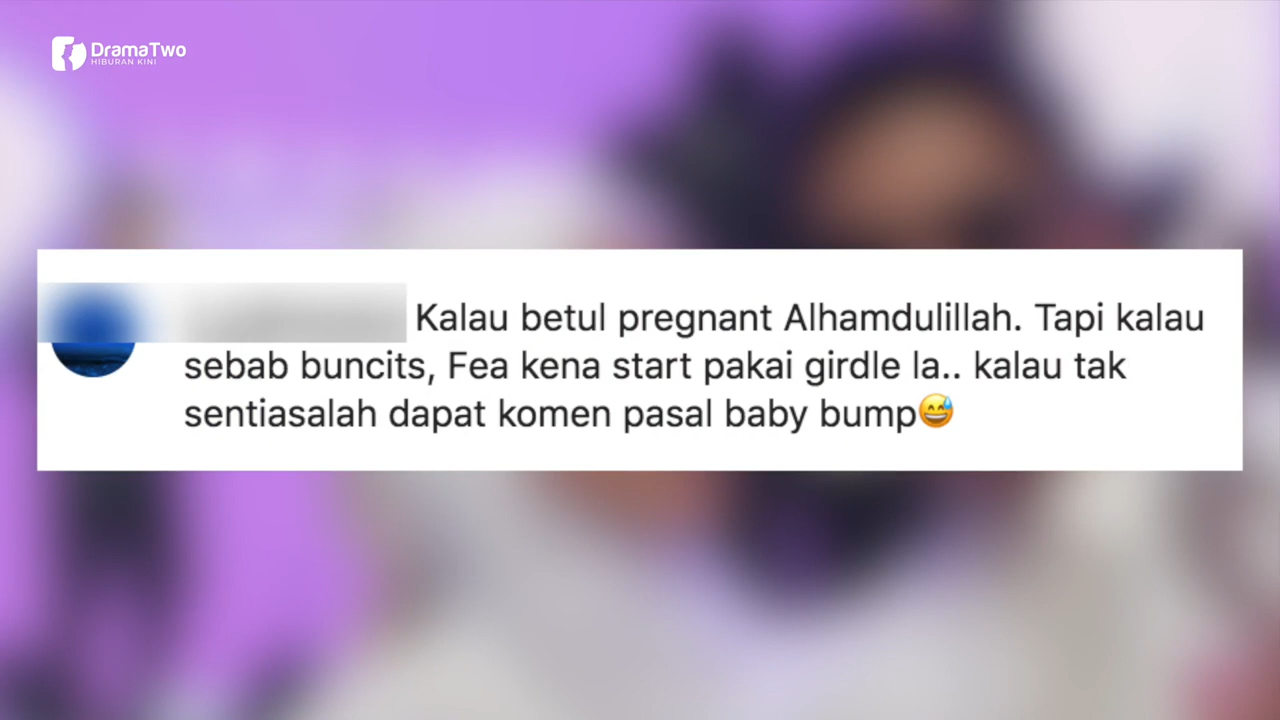 DramaTwo
HIBURAN KINI
Kalau betul pregnant Alhamdulillah. Tapi kalau
sebab buncits, Fea kena start pakai girdle la.. kalau tak
sentiasalah dapat komen pasal baby bump😅